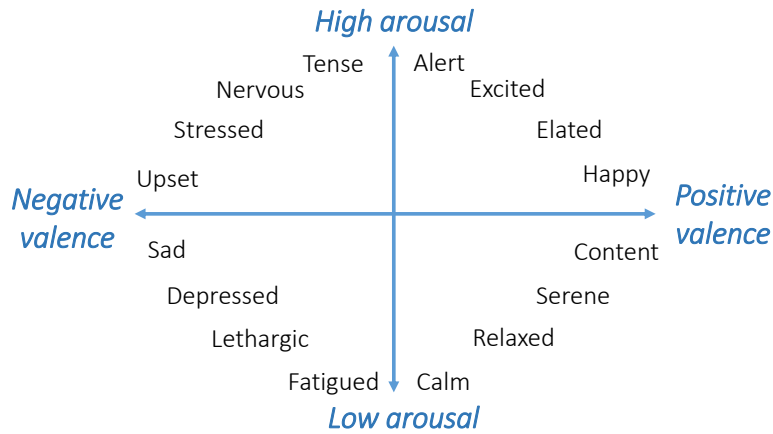 High arousal
Tense
Alert
Nervous
Excited
Stressed
Elated
Upset
Happy
Negative
valence
Positive
valence
Sad
Content
Depressed
Serene
Lethargic
Relaxed
Fatigued
Calm
Low arousal